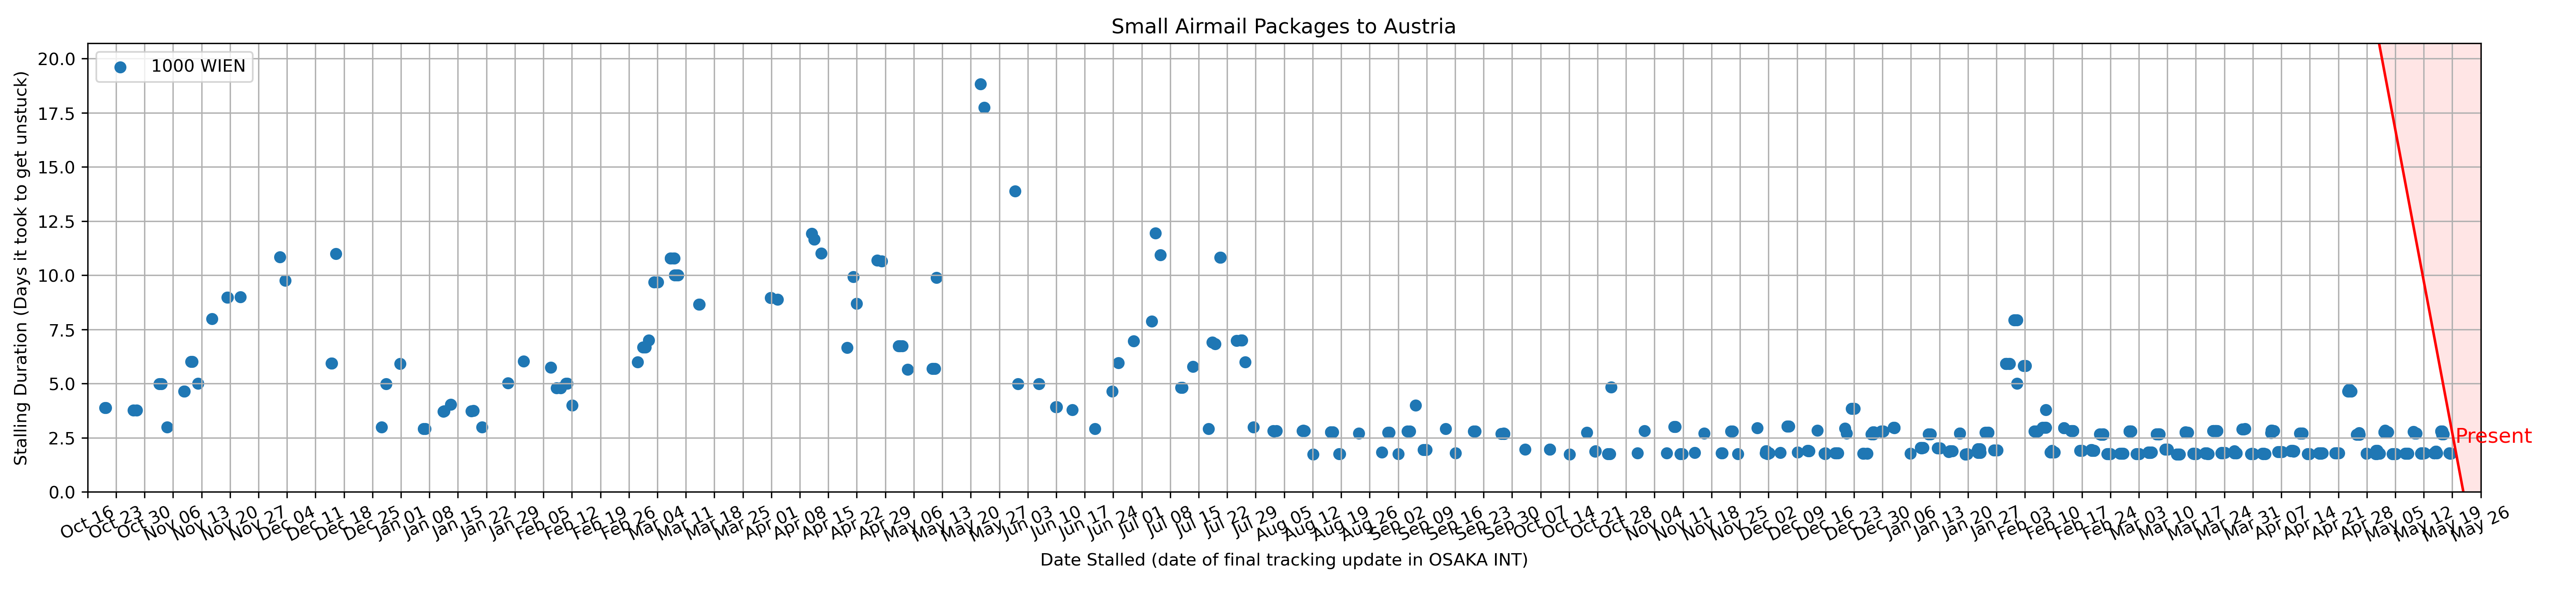 Small Airmail Packages to Austria
1000 WIEN
Stalling Duration (Days it took to get unstuck)
20.0
17.5
15.0
12.5
10.0
7.5
5.0
2.5
0.0
Present
Oct 16 Oct 23 Oct 30 Nov 06 Nov 13 Nov 20 Nov 27 Dec 04 Dec 11 Dec 18 Dec 25 Jan 01 Jan 08 Jan 15 Jan 22 Jan 29 Feb 05 Feb 12 Feb 19 Feb 26 Mar 04 Mar 11 Mar 18 Mar 25 Apr 01 Apr 08 Apr 15 Apr 22 Apr 29 May 06 May 13 May 20 May 27 Jun 03 Jun 10 Jun 17 Jun 24 Jul 01 Jul 08 Jul 15 Jul 22 Jul 29 Aug 05 Aug 12 Aug 19 Aug 26 Sep 02 Sep 09 Sep 16 Sep 23 Sep 30 Oct 07 Oct 14 Oct 21 Oct 28 Nov 04 Nov 11 Nov 18 Nov 25 Dec 02 Dec 09 Dec 16 Dec 23 Dec 30 Jan 06 Jan 13 Jan 20 Jan 27 Feb 03 Feb 10 Feb 17 Feb 24 Mar 03 Mar 10 Mar 17 Mar 24 Mar 31 Apr 07 Apr 14 Apr 21 Apr 28 May 05 May 12 May 19 May 26
Date Stalled (date of final tracking update in OSAKA INT)